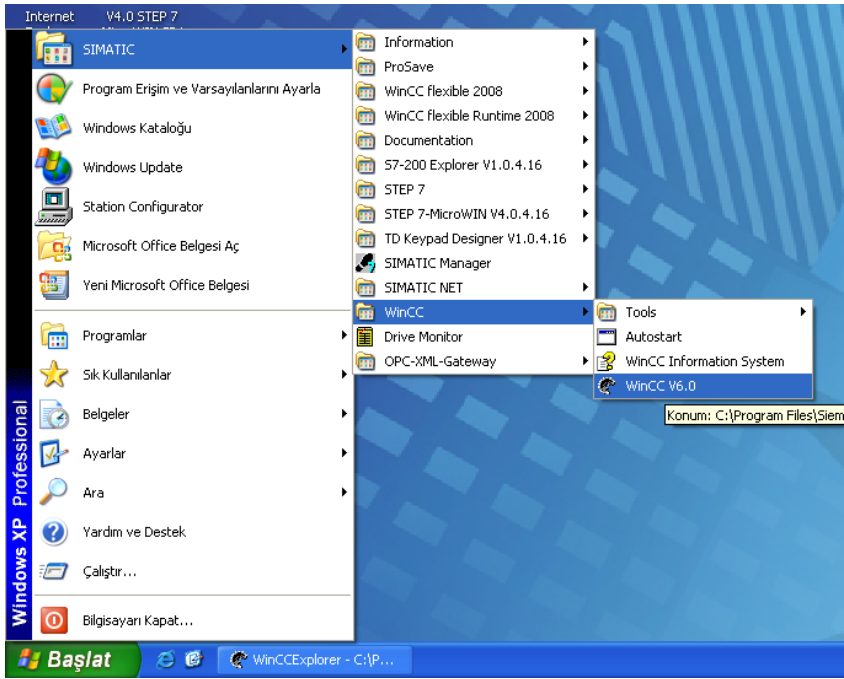 Internet V4.0 STEP 7
SIMATIC
Program Erişim ve Varsayılanlarını Ayarla
Windows Kataloğu
Windows Update
Station Configurator
Microsoft Office Belgesi Aç
Yeni Microsoft Office Belgesi
Programlar
Sık Kullanılanlar
Belgeler
Ayarlar
Ara
Yardım ve Destek
Çalıştır...
Bilgisayarı Kapat...
Windows XP Professional
Information
ProSave
WinCC flexible 2008
WinCC flexible Runtime 2008
Documentation
S7-200 Explorer V1.0.4.16
STEP 7
STEP 7-MicroWIN V4.0.4.16
TD Keypad Designer V1.0.4.16
SIMATIC Manager
SIMATIC NET
WinCC
Drive Monitor
OPC-XML-Gateway
Tools
Autostart
WinCC Information System
WinCC V6.0
Konum: C:\Program Files\Siem
Başlat
WinCCExplorer - C:\P...